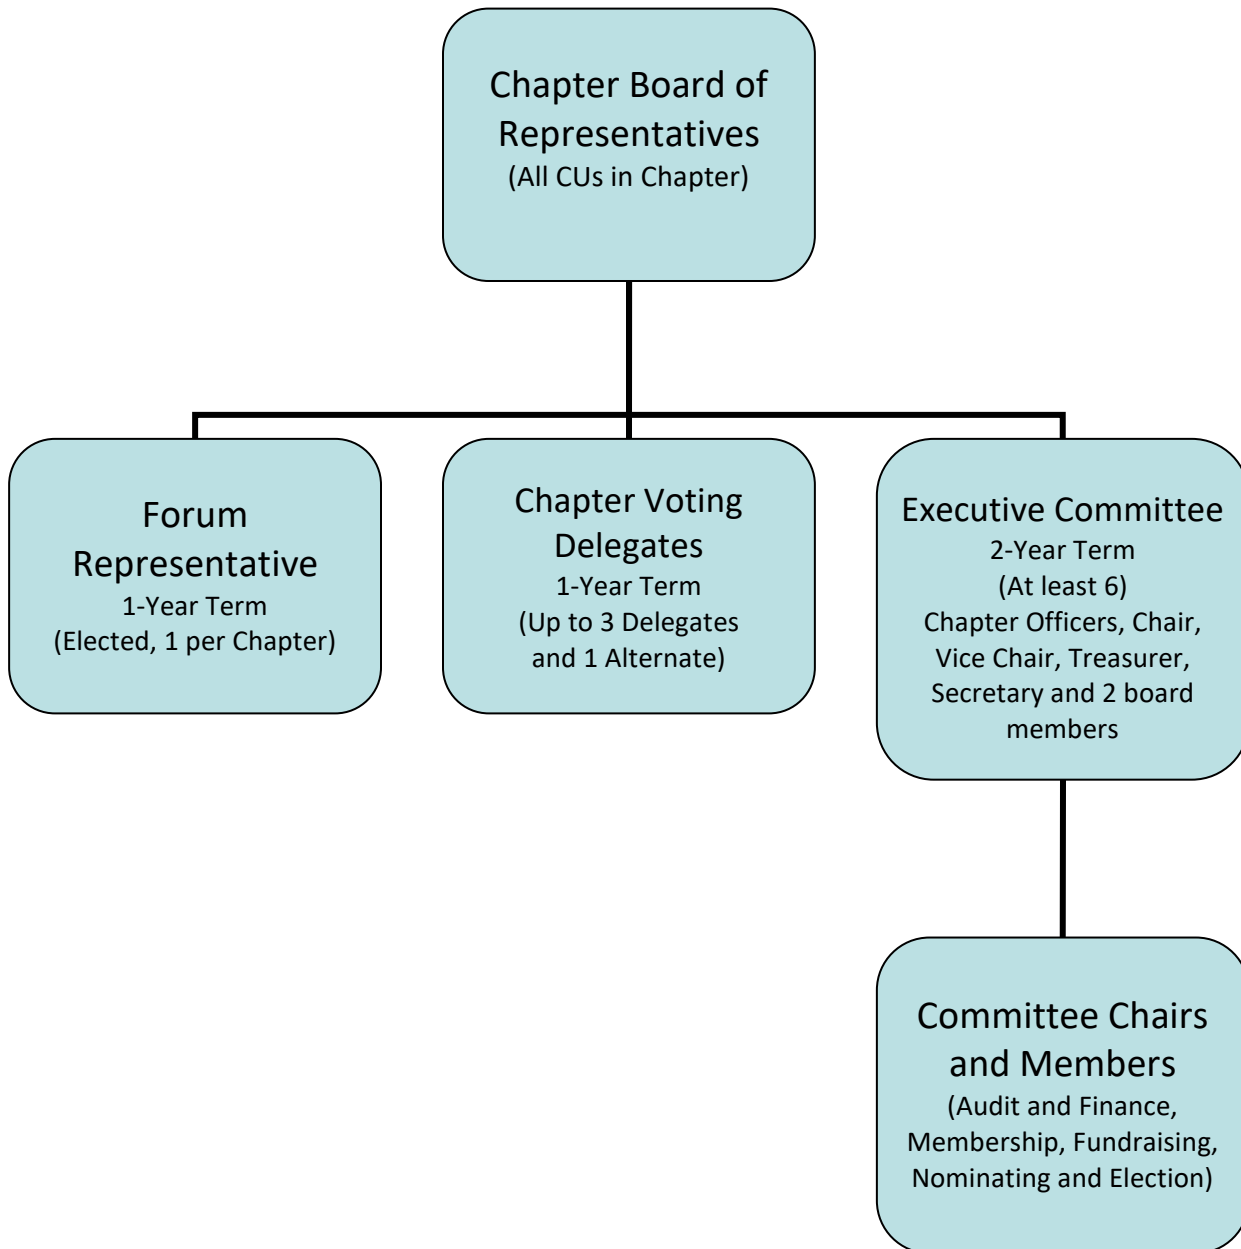 Chapter Board of
Representatives
(All CUs in Chapter)
Forum
Representative
1-Year Term
(Elected, 1 per Chapter)
Chapter Voting
Delegates
1-Year Term
(Up to 3 Delegates
and 1 Alternate)
Executive Committee
2-Year Term
(At least 6)
Chapter Officers, Chair,
Vice Chair, Treasurer,
Secretary and 2 board
members
Committee Chairs
and Members
(Audit and Finance,
Membership, Fundraising,
Nominating and Election)